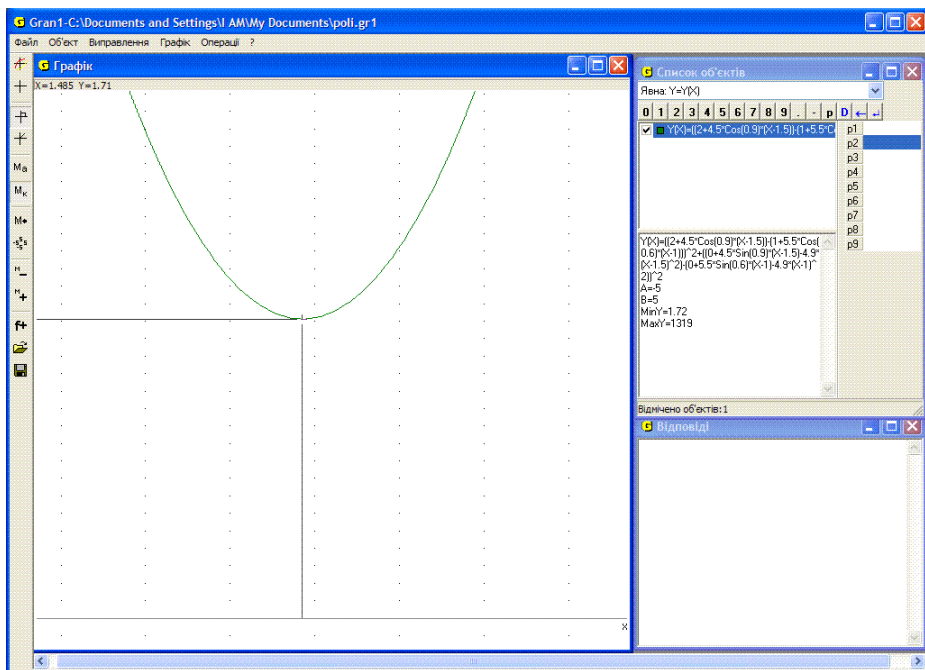 Gran1-C:\Documents and Settings\I AM\My Documents\poli.gr1
Файл Об'єкт Виправлення Графік Операції ?
Графік
X=1.485 Y=1.71
x
Список об'єктів
Явна: Y=Y(X)
0 1 2 3 4 5 6 7 8 9 . - p D ← ↲
Y(X)=((2+4.5*Cos(0.9)*(X-1.5))-(1+5.5*C
p1
p2
p3
p4
p5
p6
p7
p8
p9
Y(X)=((2+4.5*Cos(0.9)*(X-1.5))-(1+5.5*Cos(
0.6)*(X-1)))^2+((0+4.5*Sin(0.9)*(X-1.5)-4.9*
(X-1.5)^2)-(0+5.5*Sin(0.6)*(X-1)-4.9*(X-1)^
2))^2
A=-5
B=5
MinY=1.72
MaxY=1319
Відмічено об'єктів:1
Відповіді